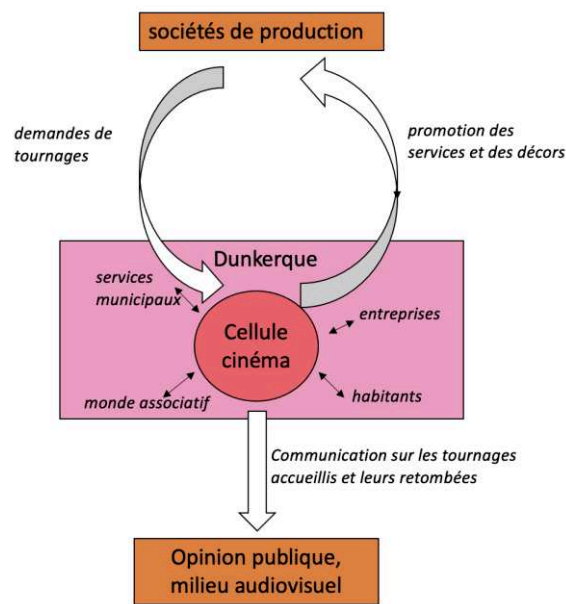 sociétés de production
demandes de
tournages
promotion des
services et des décors
Dunkerque
services
municipaux
entreprises
Cellule
cinéma
monde associatif
habitants
Communication sur les tournages
accueillis et leurs retombées
Opinion publique,
milieu audiovisuel